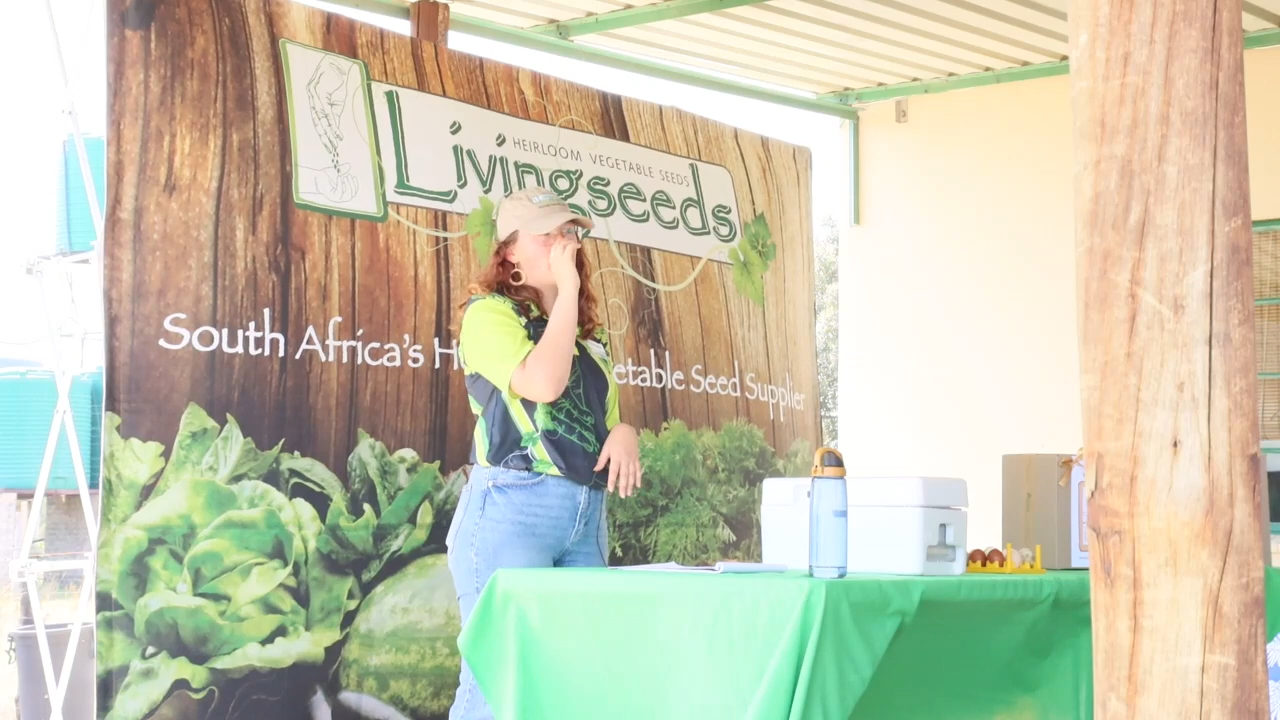 HEIRLOOM VEGETABLE SEEDS
Livingseeds
South Africa's H etable Seed Supplier